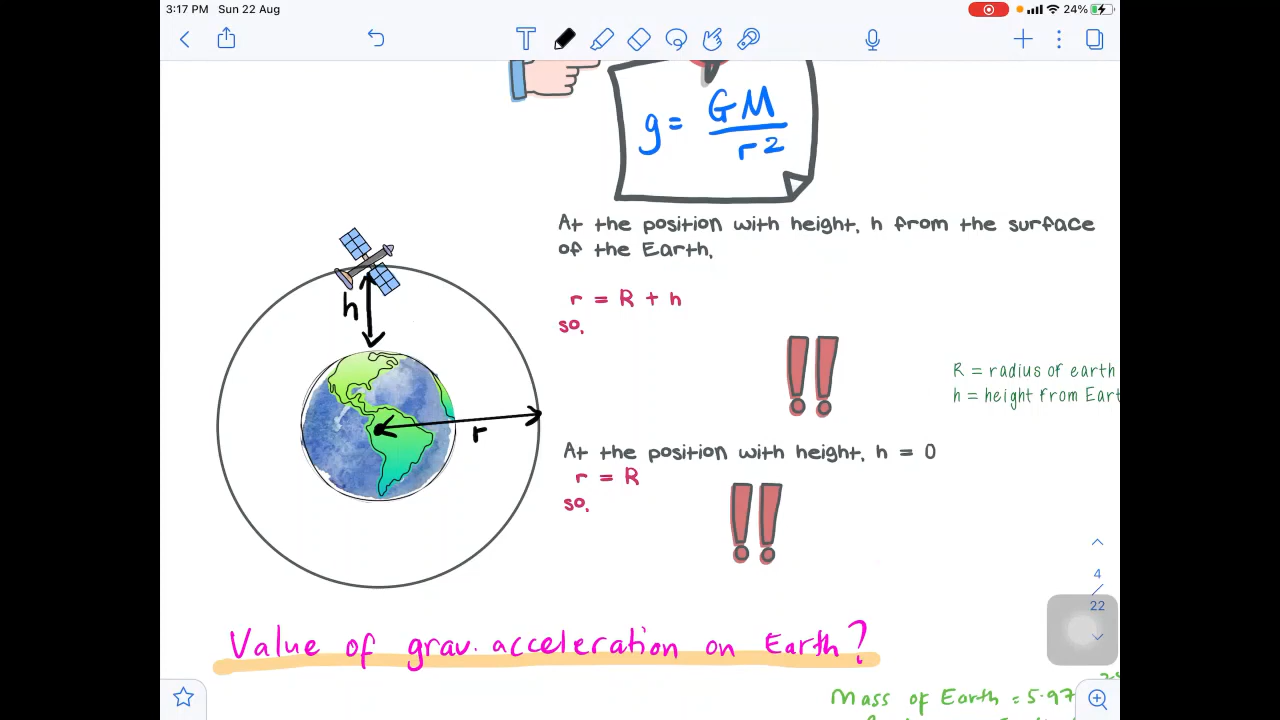 3:17 PM Sun 22 Aug
24%
T
g = GM
r²
At the position with height, h from the surface
of the Earth,
r = R + h
so,
h
R = radius of earth
h = height from Eart
r
At the position with height, h = 0
r = R
so,
4
/
22
Value of grav. acceleration on Earth?
Mass of Earth = 5.97